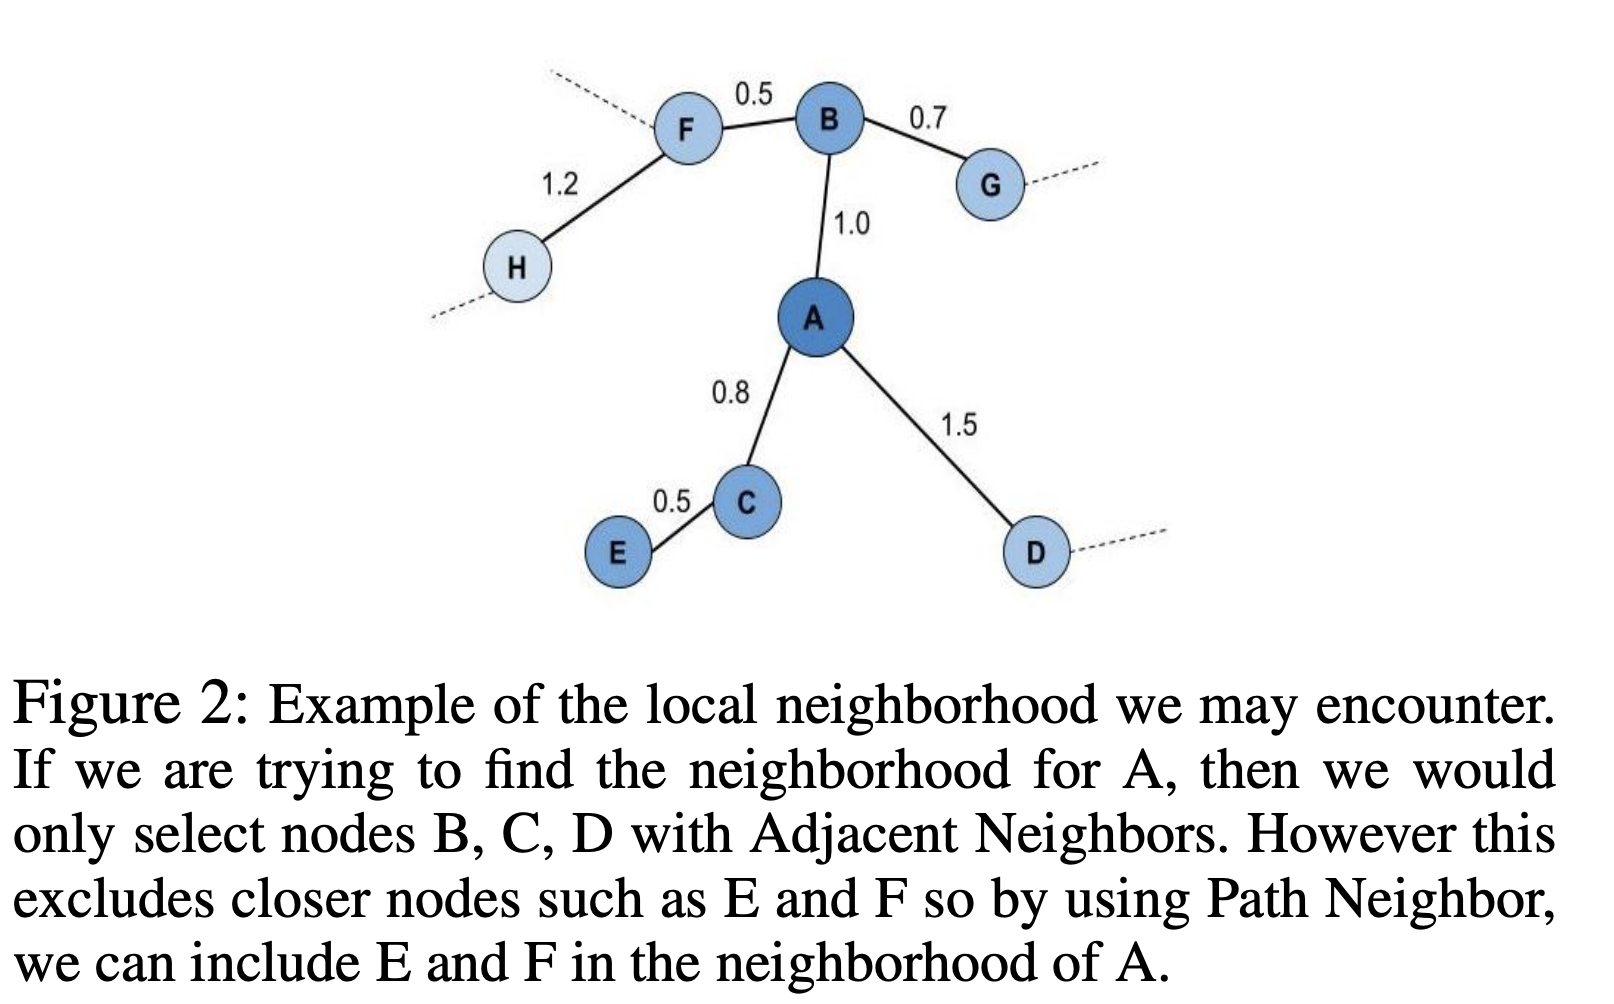 0.5
B
0.7
F
1.2
G
1.0
H
A
0.8
1.5
0.5
C
E
D
Figure 2: Example of the local neighborhood we may encounter.
If we are trying to find the neighborhood for A, then we would
only select nodes B, C, D with Adjacent Neighbors. However this
excludes closer nodes such as E and F so by using Path Neighbor,
we can include E and F in the neighborhood of A.